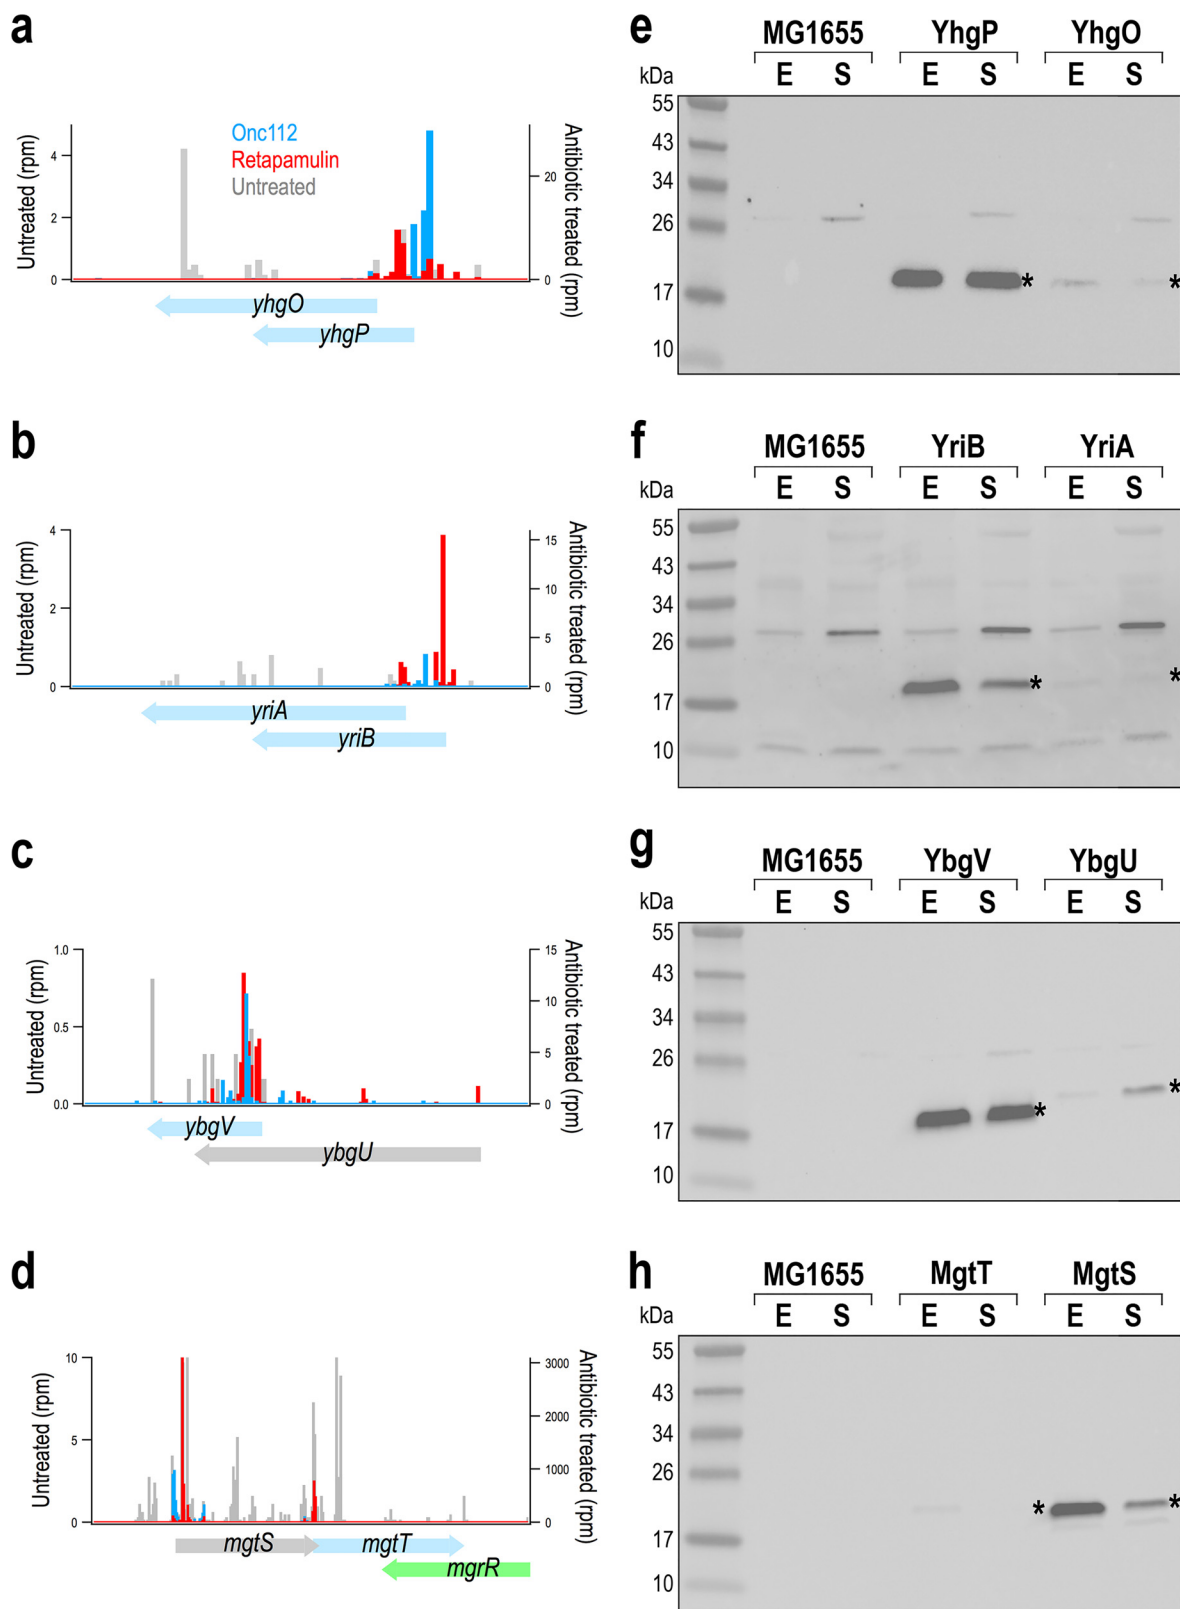 a
Untreated (rpm)
4
2
0
Onc112
Retapamulin
Untreated
20
0
Antibiotic treated (rpm)
yhgO
yhgP
b
Untreated (rpm)
4
2
0
15
10
5
0
Antibiotic treated (rpm)
yriA
yriB
c
Untreated (rpm)
1.0
0.5
0.0
15
10
5
0
Antibiotic treated (rpm)
ybgV
ybgU
d
Untreated (rpm)
10
5
0
3000
2000
1000
0
Antibiotic treated (rpm)
mgtS
mgtT
mgrR
e
MG1655 YhgP YhgO
kDa E S E S E S
55
43
34
26
17 * *
10
f
MG1655 YriB YriA
kDa E S E S E S
55
43
34
26
17 * *
10
g
MG1655 YbgV YbgU
kDa E S E S E S
55
43
34
26
17 * *
10
h
MG1655 MgtT MgtS
kDa E S E S E S
55
43
34
26
17 * *
10